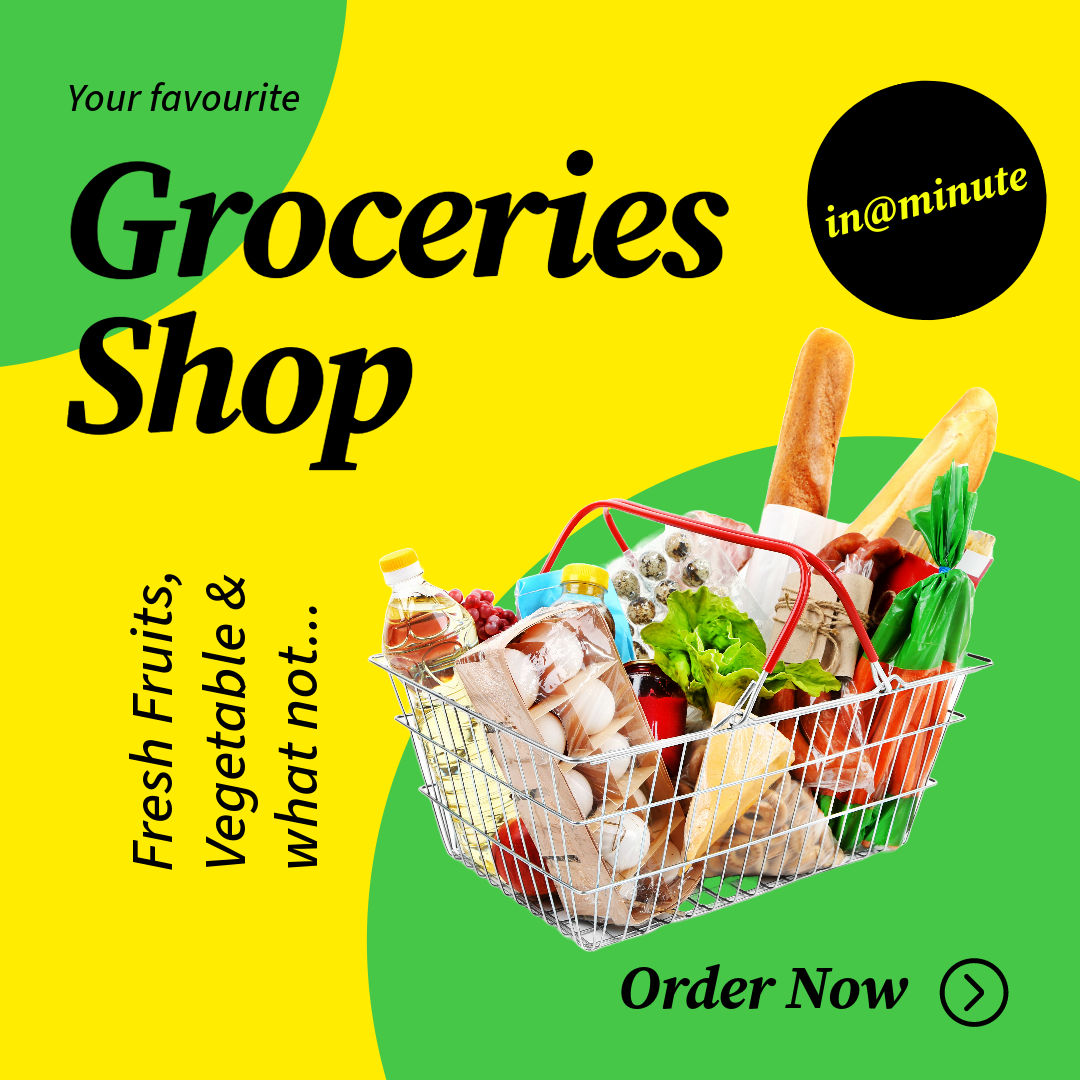 Your favourite
Groceries
Shop
in@minute
Fresh Fruits,
Vegetable &
what not...
Order Now